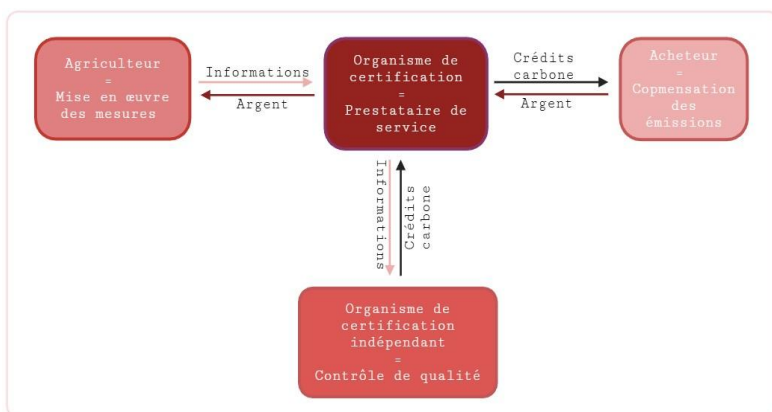 Agriculteur
=
Mise en œuvre
des mesures
Informations
Argent
Organisme de
certification
=
Prestataire de
service
Crédits
carbone
Argent
Acheteur
=
Copmensation
des
émissions
Informations
Crédits
carbone
Organisme de
certification
indépendant
=
Contrôle de qualité